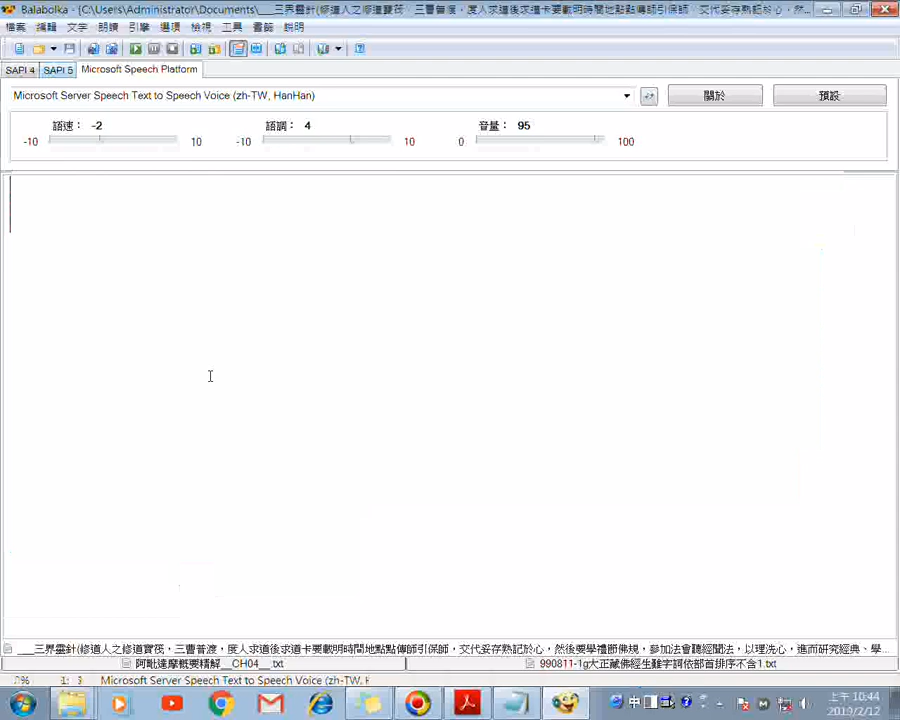 Balabolka - [C:\Users\Administrator\Documents\___三界靈針(修道人之修道寶筏，三曹普渡，度人求道後求道卡要載明時間地點點傳師引保師，交代妥存熟記於心，然...
檔案 編輯 文字 朗讀 引擎 選項 檢視 工具 書籤 說明
SAPI 4 SAPI 5 Microsoft Speech Platform
Microsoft Server Speech Text to Speech Voice (zh-TW, HanHan) 關於 預設
語速： -2 語調： 4 音量： 95
-10 10 -10 10 0 100
___三界靈針(修道人之修道寶筏，三曹普渡，度人求道後求道卡要載明時間地點點傳師引保師，交代妥存熟記於心，然後要學禮節佛規，參加法會聽經聞法，以理洗心，進而研究經典、學...
阿毗達摩概要精解__CH04__.txt 990811-1g大正藏佛經生難字詞依部首排序不含1.txt
1: 3 Microsoft Server Speech Text to Speech Voice (zh-TW, H
中
上午 10:44
2019/2/12